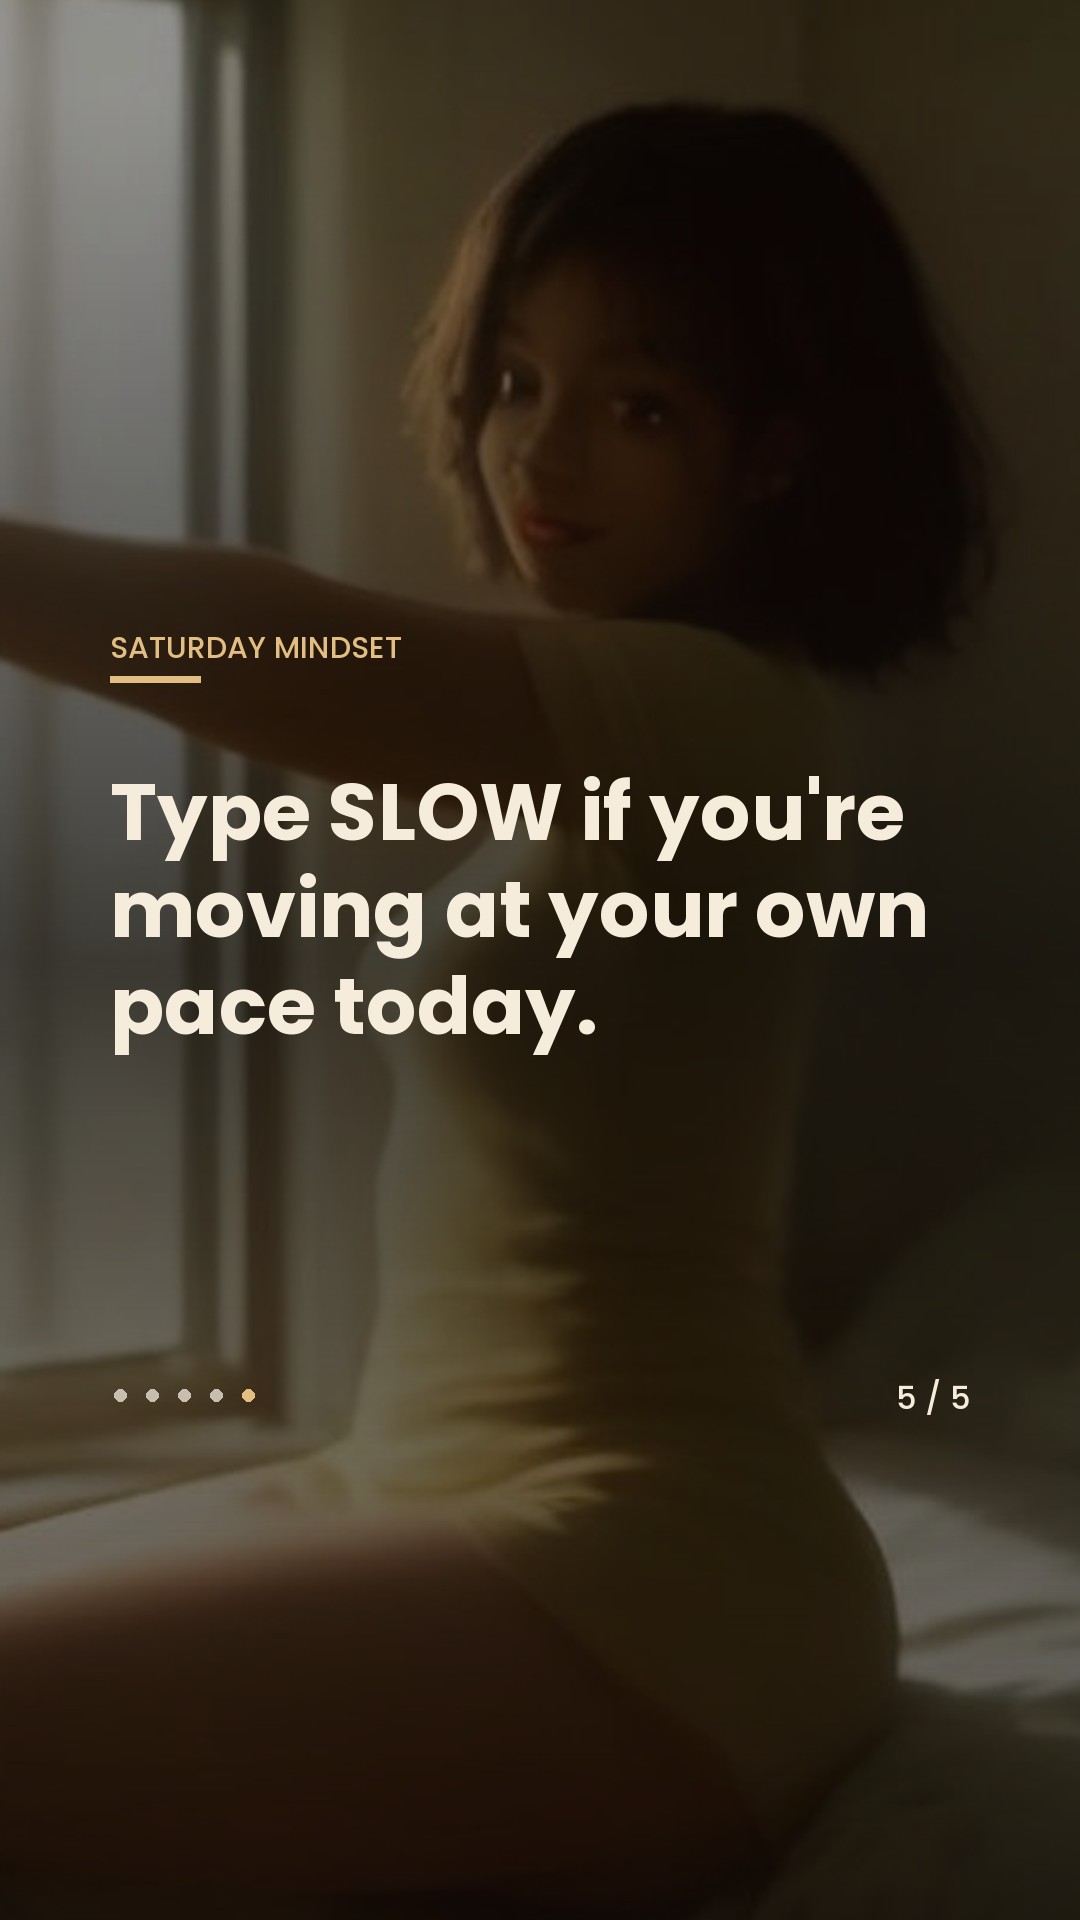 SATURDAY MINDSET
Type SLOW if you're
moving at your own
pace today.
5 / 5